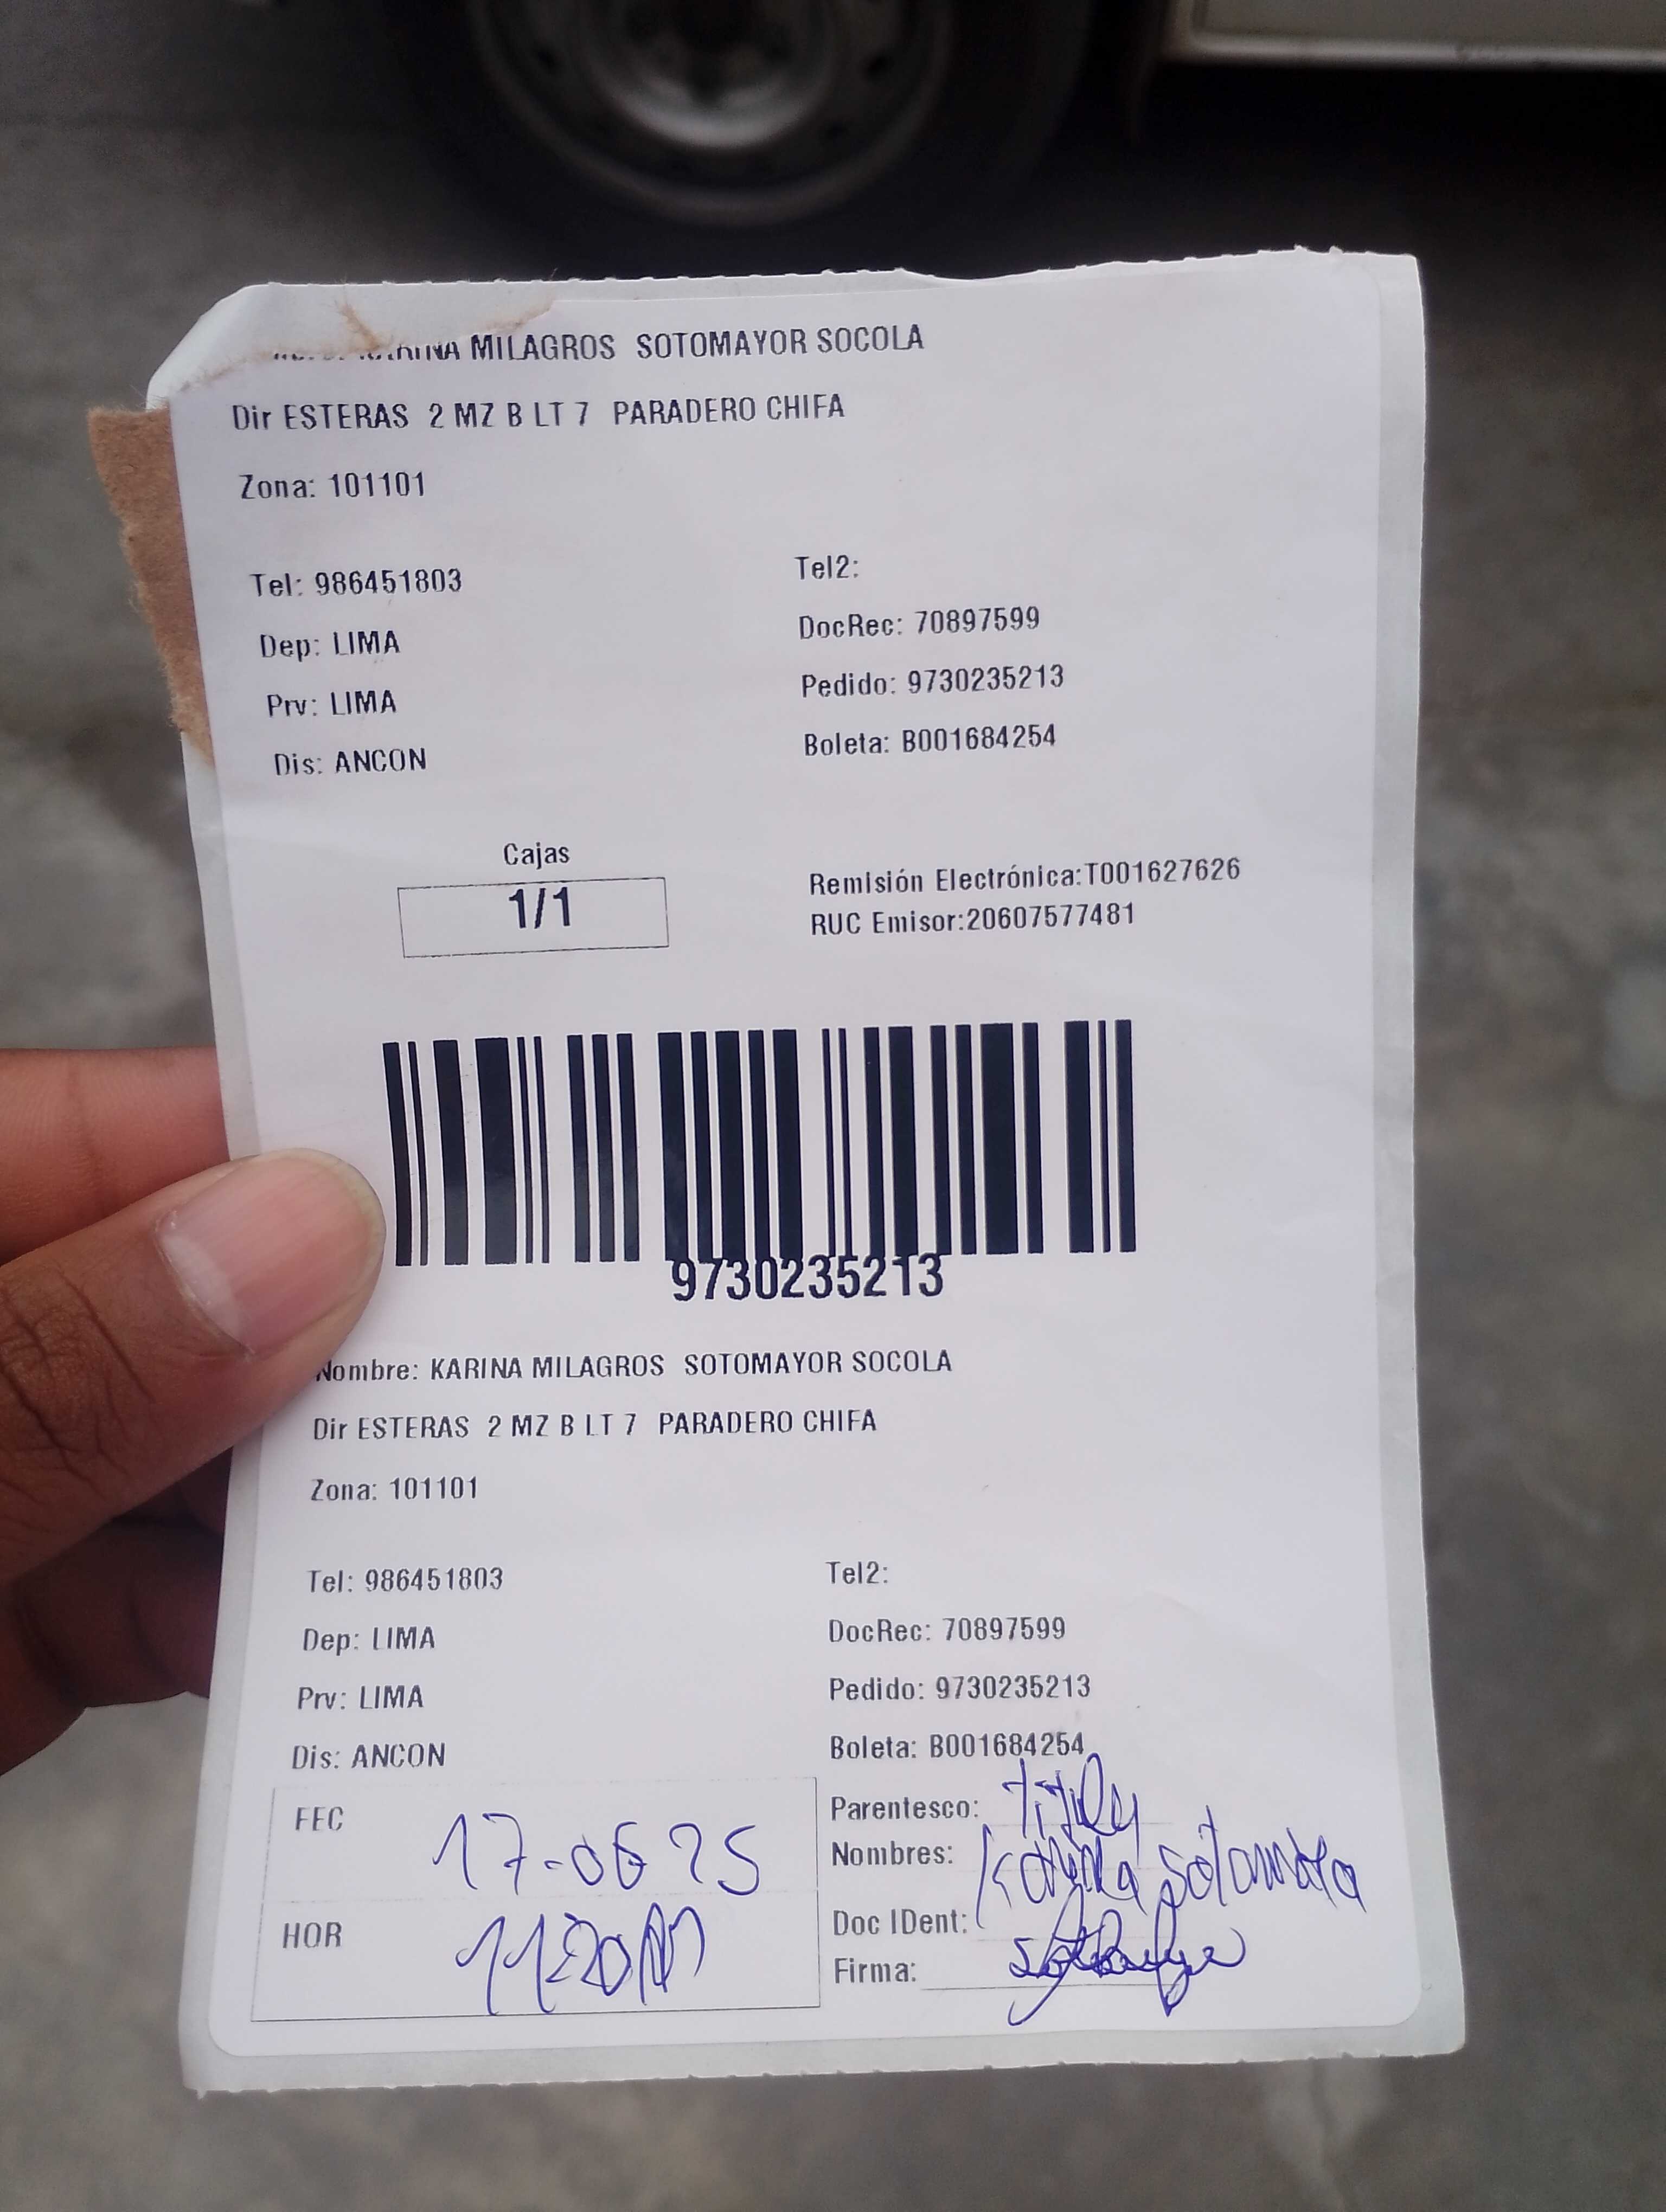 MILAGROS SOTOMAYOR SOCOLA
Dir ESTERAS 2 MZ B LT 7 PARADERO CHIFA
Zona: 101101
Tel: 986451803
Tel2:
Dep: LIMA
DocRec: 70897599
Prv: LIMA
Pedido: 9730235213
Dis: ANCON
Boleta: B001684254
Cajas
1/1
Remisión Electrónica:T001627626
RUC Emisor:20607577481
9730235213
Nombre: KARINA MILAGROS SOTOMAYOR SOCOLA
Dir ESTERAS 2 MZ B LT 7 PARADERO CHIFA
Zona: 101101
Tel: 986451803
Tel2:
Dep: LIMA
DocRec: 70897599
Prv: LIMA
Pedido: 9730235213
Dis: ANCON
Boleta: B001684254
FEC 17-06 25
Parentesco:
Nombres: Karina
HOR
Doc IDent:
Firma: